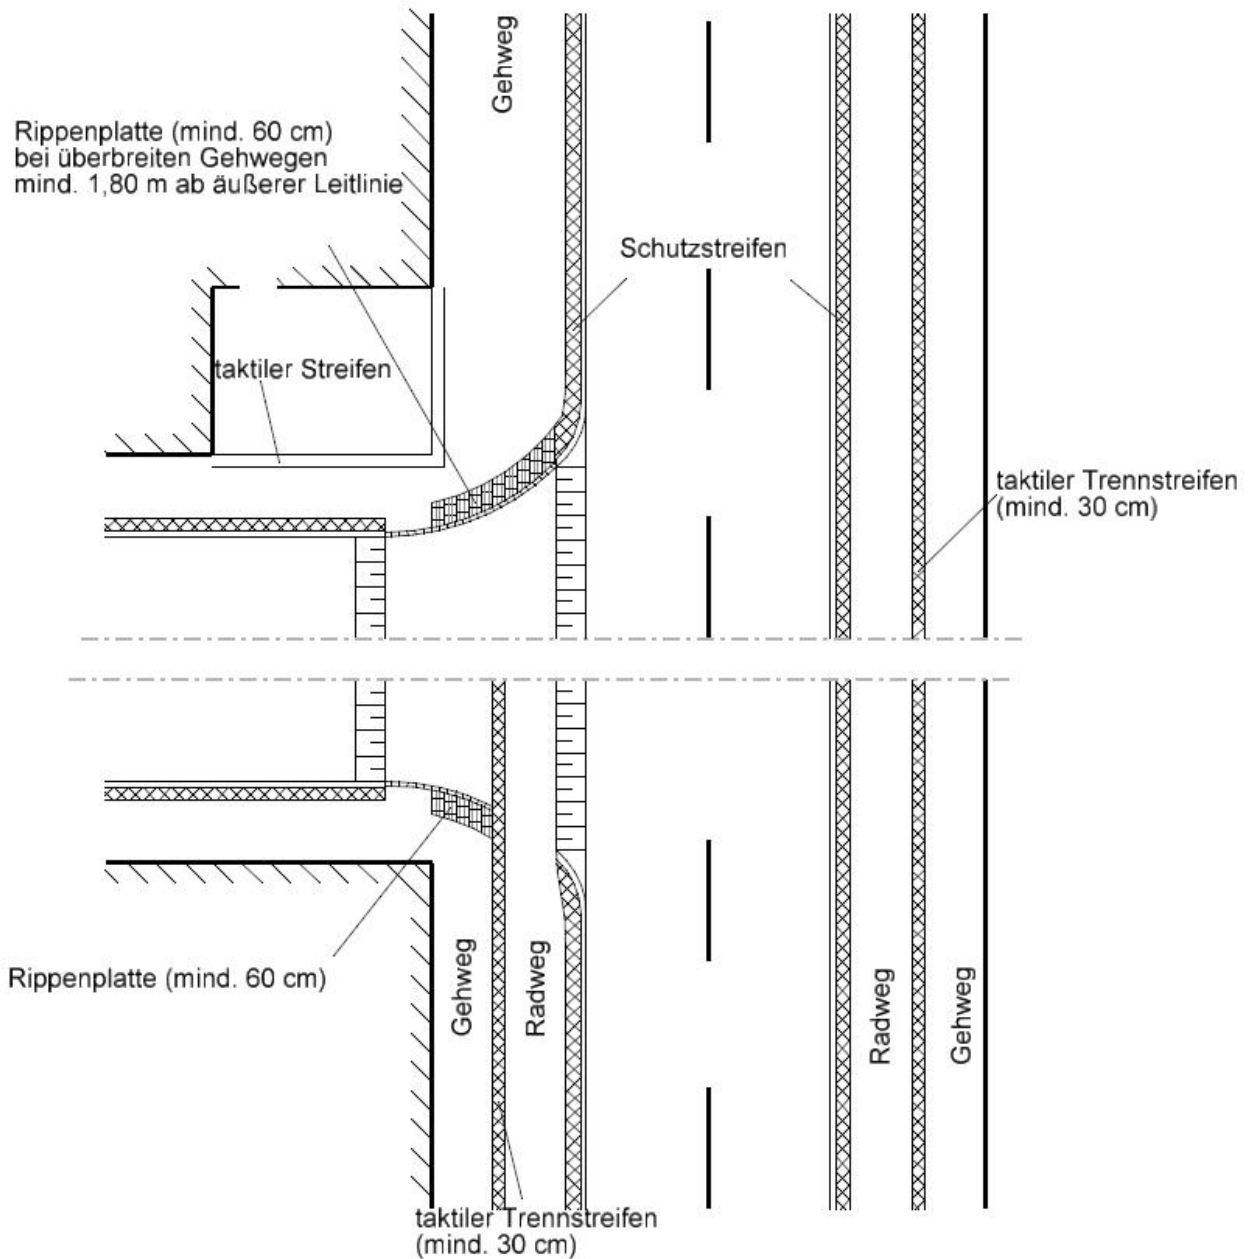 Gehweg
Rippenplatte (mind. 60 cm)
bei überbreiten Gehwegen
mind. 1,80 m ab äußerer Leitlinie
Schutzstreifen
taktiler Streifen
taktiler Trennstreifen
(mind. 30 cm)
Rippenplatte (mind. 60 cm)
Gehweg
Radweg
Radweg
Gehweg
taktiler Trennstreifen
(mind. 30 cm)